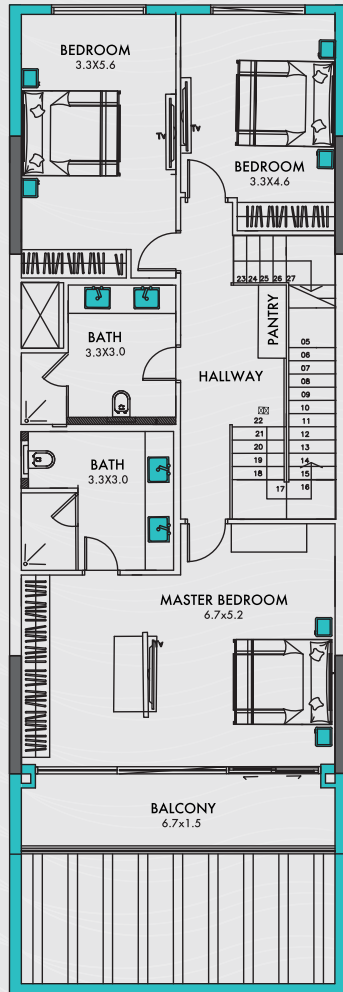 BEDROOM
3.3X5.6
TV
TV
BEDROOM
3.3X4.6
23 24 25 26 27
PANTRY
BATH
3.3X3.0
HALLWAY
05
06
07
08
09
10
11
12
13
14
15
16
22
21
20
19
18
17
BATH
3.3X3.0
MASTER BEDROOM
6.7x5.2
TV
BALCONY
6.7x1.5